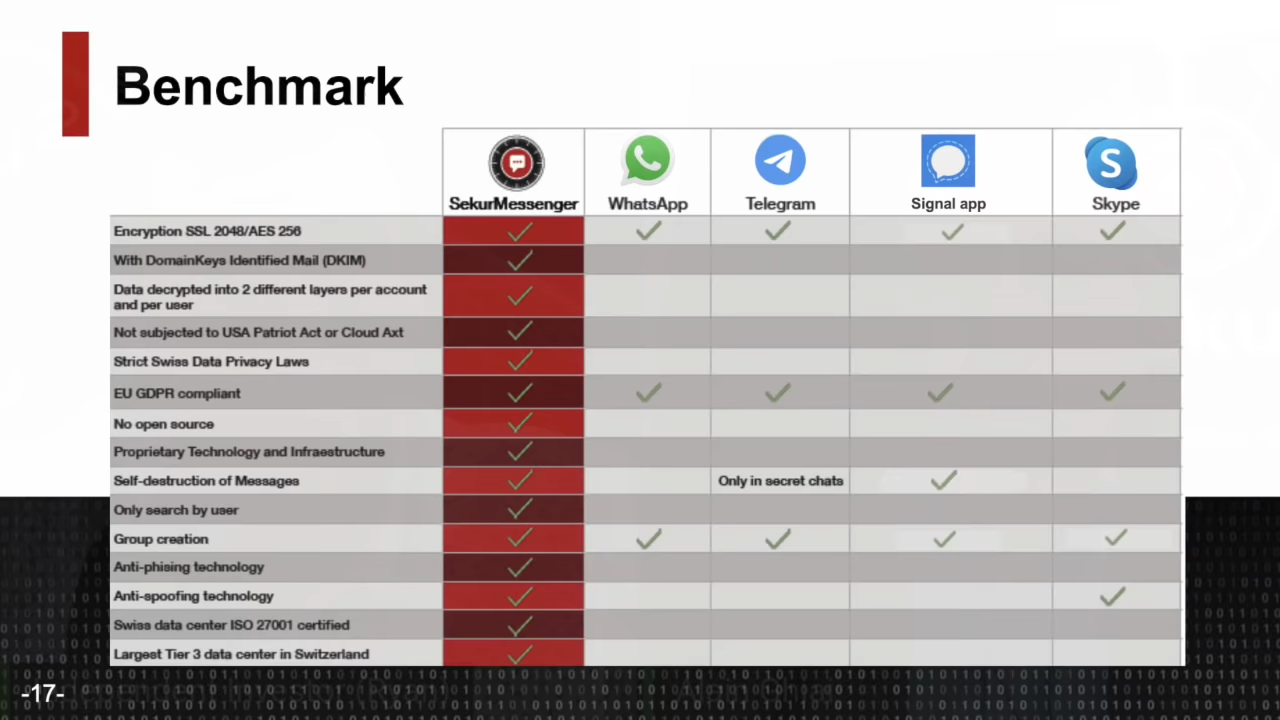 Benchmark
SekurMessenger
WhatsApp
Telegram
Signal app
S
Skype
Encryption SSL 2048/AES 256
With DomainKeys Identified Mail (DKIM)
Data decrypted into 2 different layers per account
and per user
Not subjected to USA Patriot Act or Cloud Axt
Strict Swiss Data Privacy Laws
EU GDPR compliant
No open source
Proprietary Technology and Infraestructure
Self-destruction of Messages
Only in secret chats
Only search by user
Group creation
Anti-phising technology
Anti-spoofing technology
Swiss data center ISO 27001 certified
Largest Tier 3 data center in Switzerland
-17-